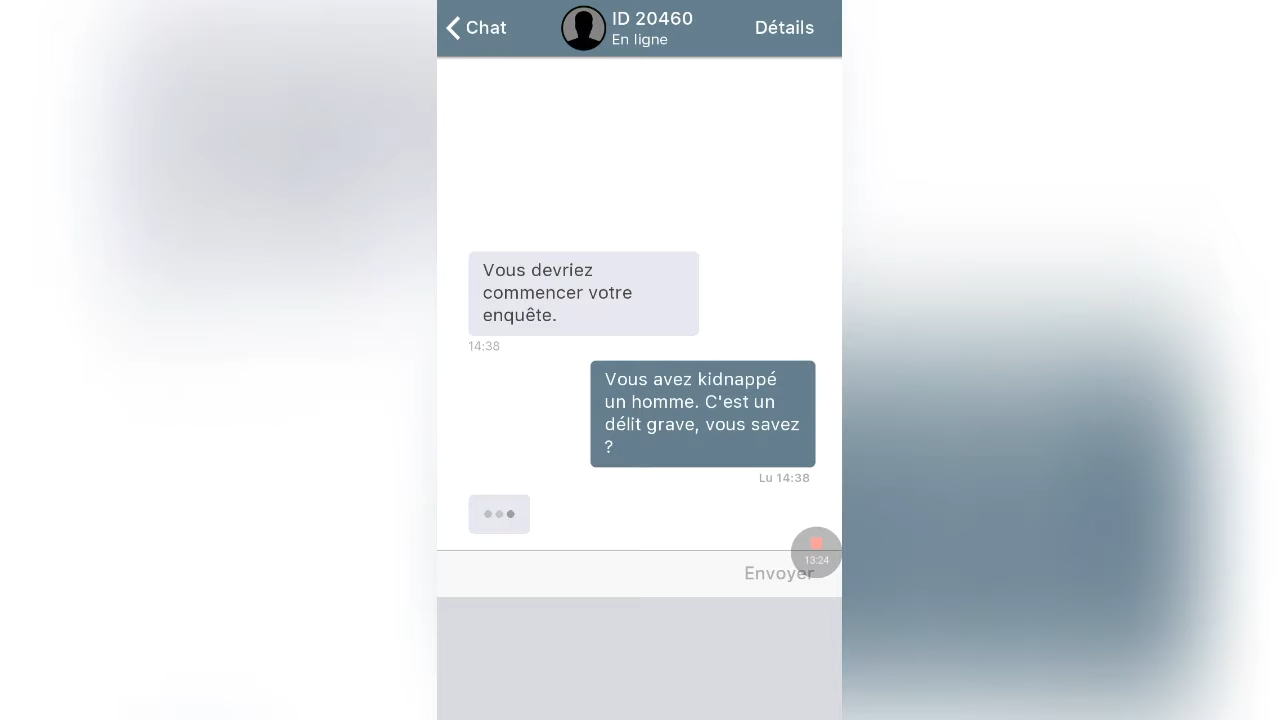 Chat
ID 20460
Détails
En ligne
Vous devriez
commencer votre
enquête.
14:38
Vous avez kidnappé
un homme. C'est un
délit grave, vous savez
?
Lu 14:38
13:24
Envoyer